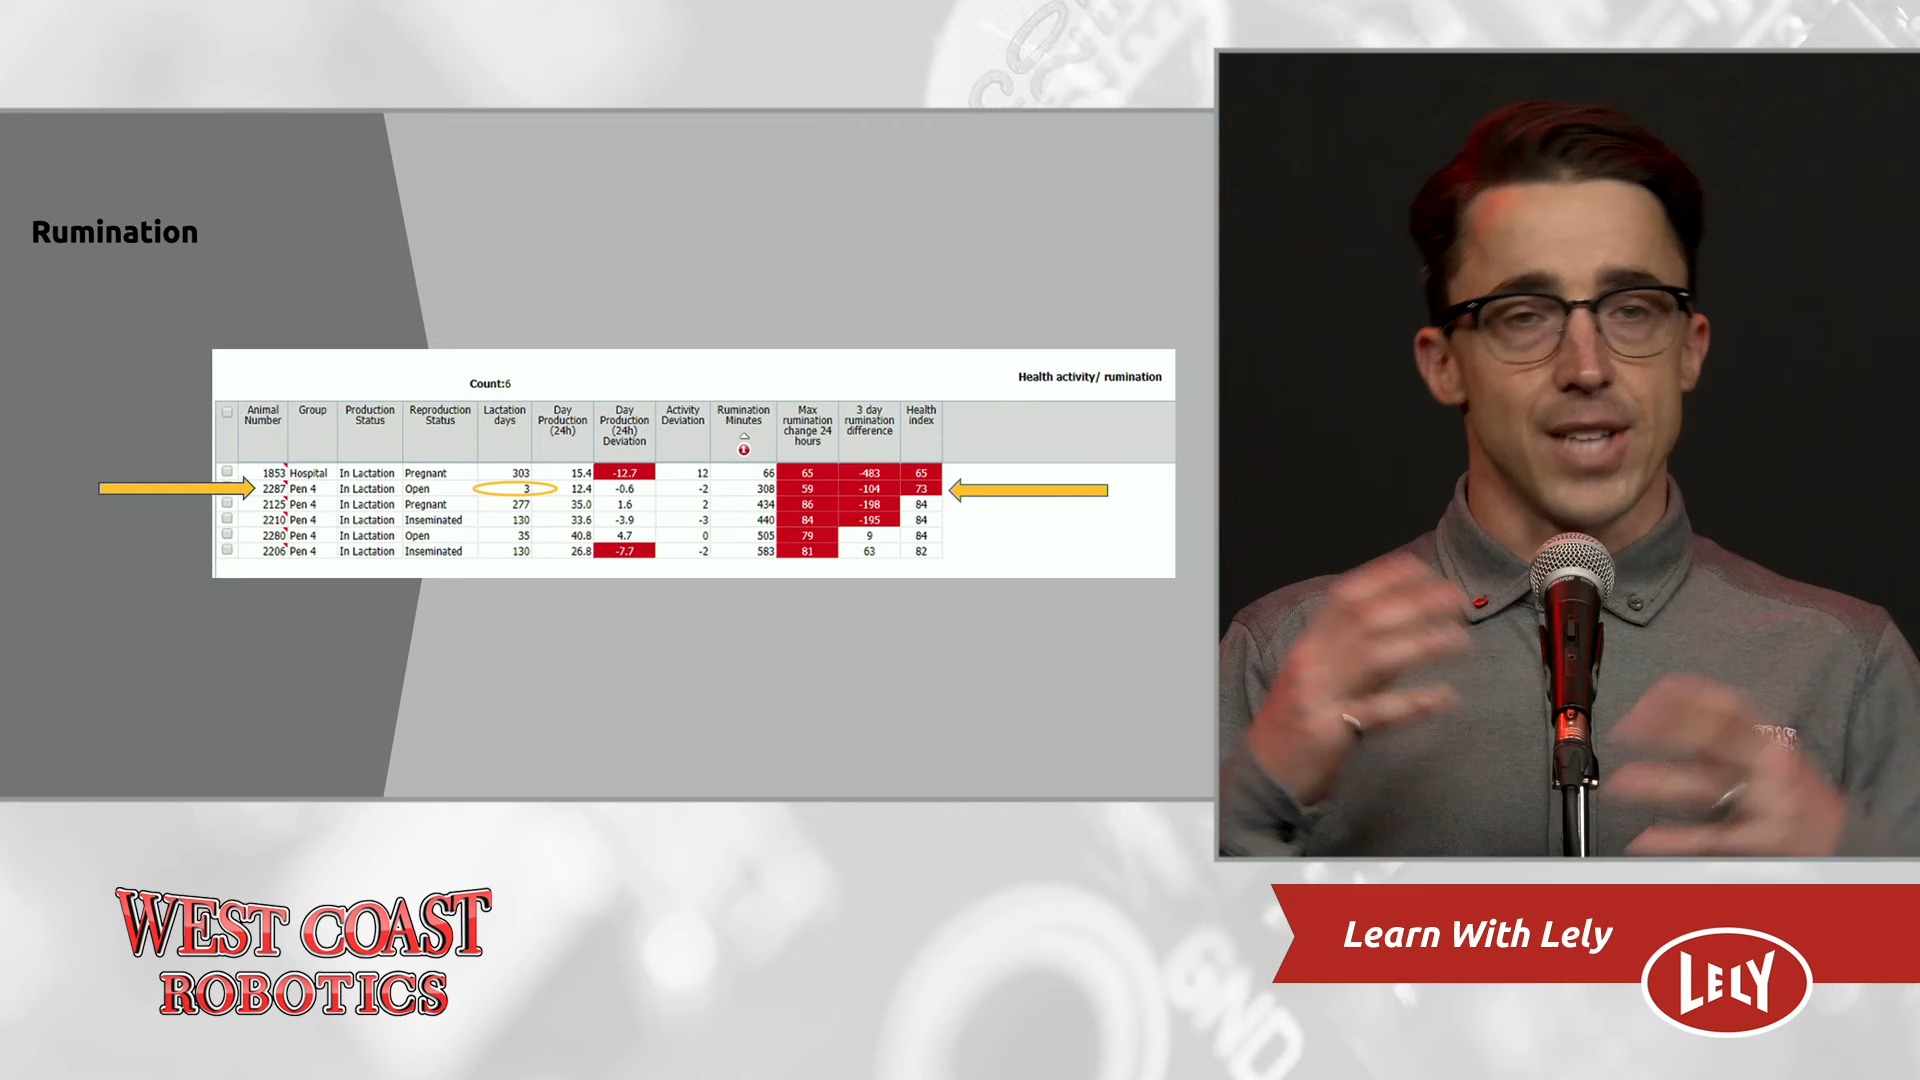 Rumination
Count:6
Health activity/ rumination
Animal Number Group Production Status Reproduction Status Lactation days Day Production (24h) Day Production (24h) Deviation Activity Deviation Rumination Minutes Max rumination change 24 hours 3 day rumination difference Health index
1853 Hospital In Lactation Pregnant 303 15.4 -12.7 12 66 65 -483 65
2287 Pen 4 In Lactation Open 3 12.4 -0.6 -2 308 59 -104 73
2125 Pen 4 In Lactation Pregnant 277 35.0 1.6 2 434 86 -198 84
2210 Pen 4 In Lactation Inseminated 130 33.6 -3.9 -3 440 84 -195 84
2280 Pen 4 In Lactation Open 35 40.8 4.7 0 505 79 9 84
2206 Pen 4 In Lactation Inseminated 130 26.8 -7.7 -2 583 81 63 82
WEST COAST
ROBOTICS
Learn With Lely
LELY
GND